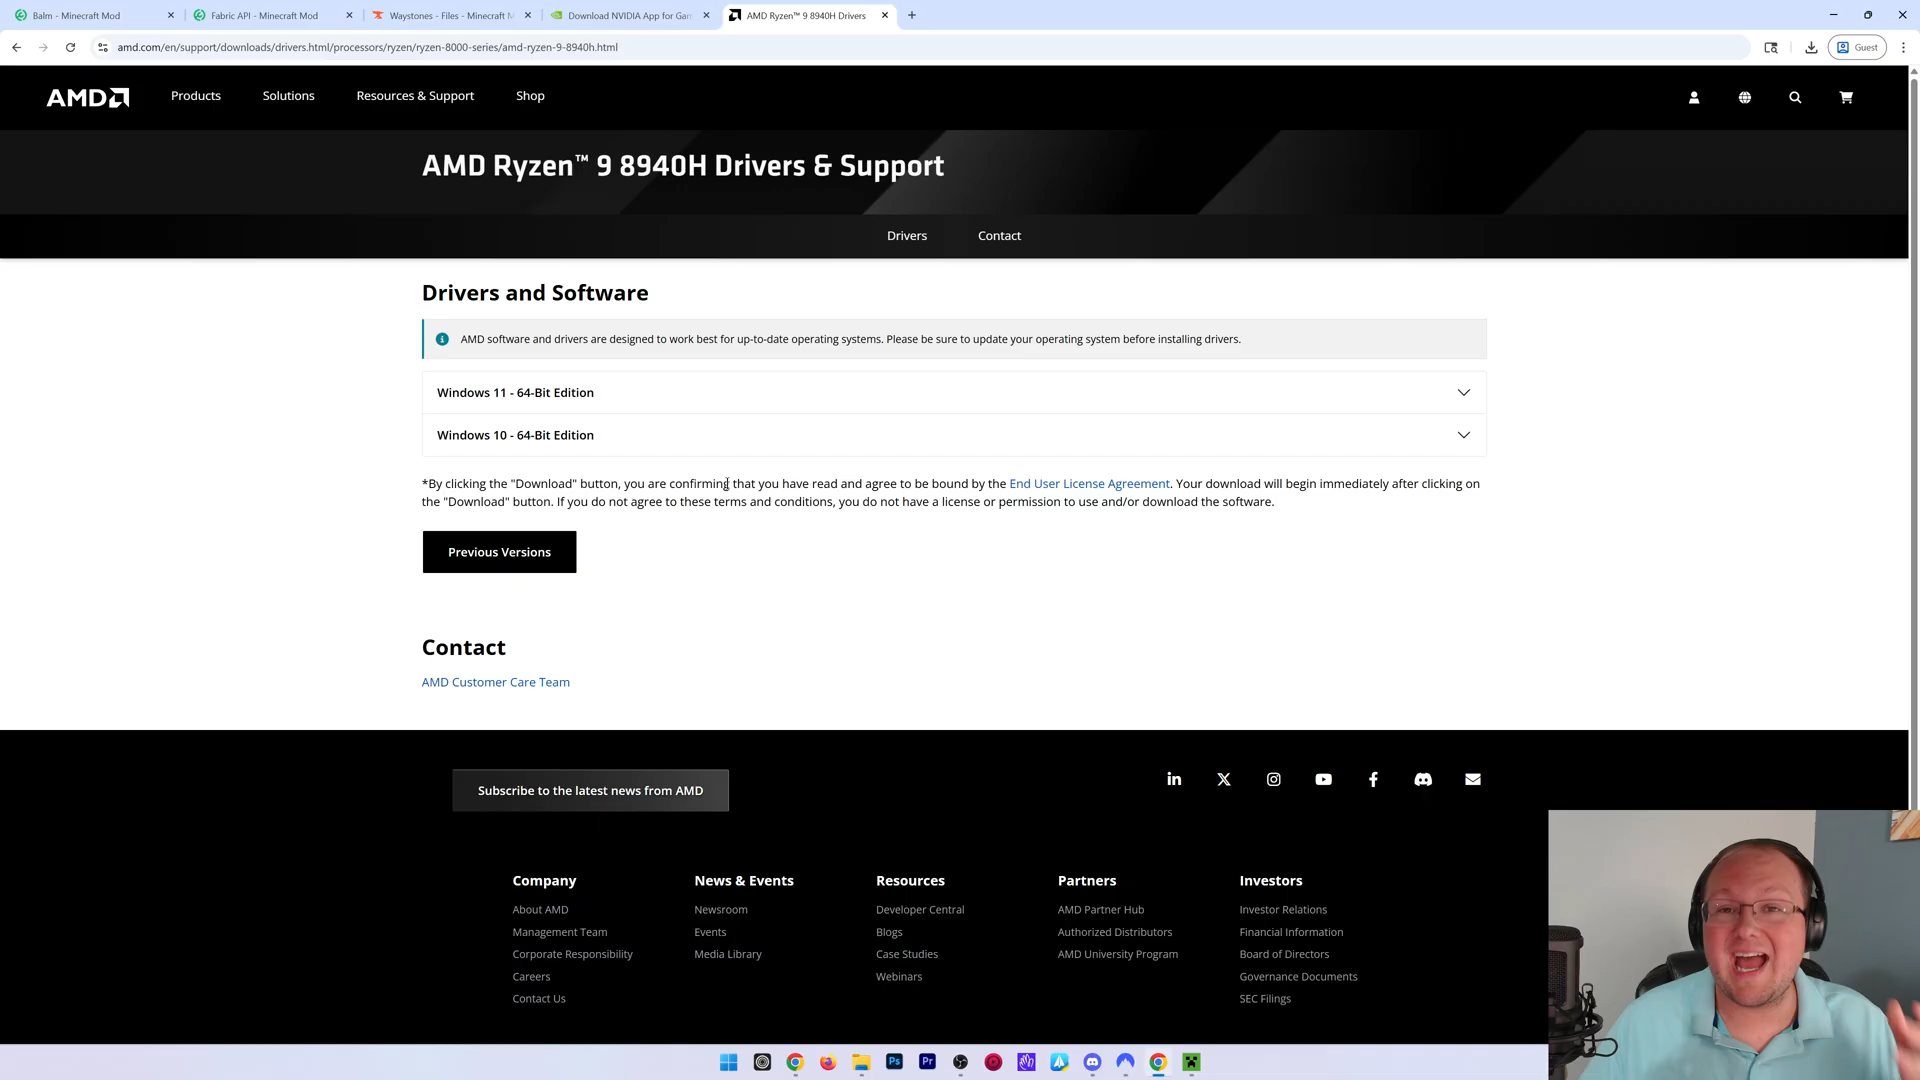 Balm - Minecraft Mod
Fabric API - Minecraft Mod
Waystones - Files - Minecraft M
Download NVIDIA App for Gam
AMD Ryzen™ 9 8940H Drivers
amd.com/en/support/downloads/drivers.html/processors/ryzen/ryzen-8000-series/amd-ryzen-9-8940h.html
Guest
AMD
Products
Solutions
Resources & Support
Shop
AMD Ryzen™ 9 8940H Drivers & Support
Drivers
Contact
Drivers and Software
AMD software and drivers are designed to work best for up-to-date operating systems. Please be sure to update your operating system before installing drivers.
Windows 11 - 64-Bit Edition
Windows 10 - 64-Bit Edition
*By clicking the "Download" button, you are confirming that you have read and agree to be bound by the End User License Agreement. Your download will begin immediately after clicking on
the "Download" button. If you do not agree to these terms and conditions, you do not have a license or permission to use and/or download the software.
Previous Versions
Contact
AMD Customer Care Team
Subscribe to the latest news from AMD
Company
About AMD
Management Team
Corporate Responsibility
Careers
Contact Us
News & Events
Newsroom
Events
Media Library
Resources
Developer Central
Blogs
Case Studies
Webinars
Partners
AMD Partner Hub
Authorized Distributors
AMD University Program
Investors
Investor Relations
Financial Information
Board of Directors
Governance Documents
SEC Filings
Ps
Pr